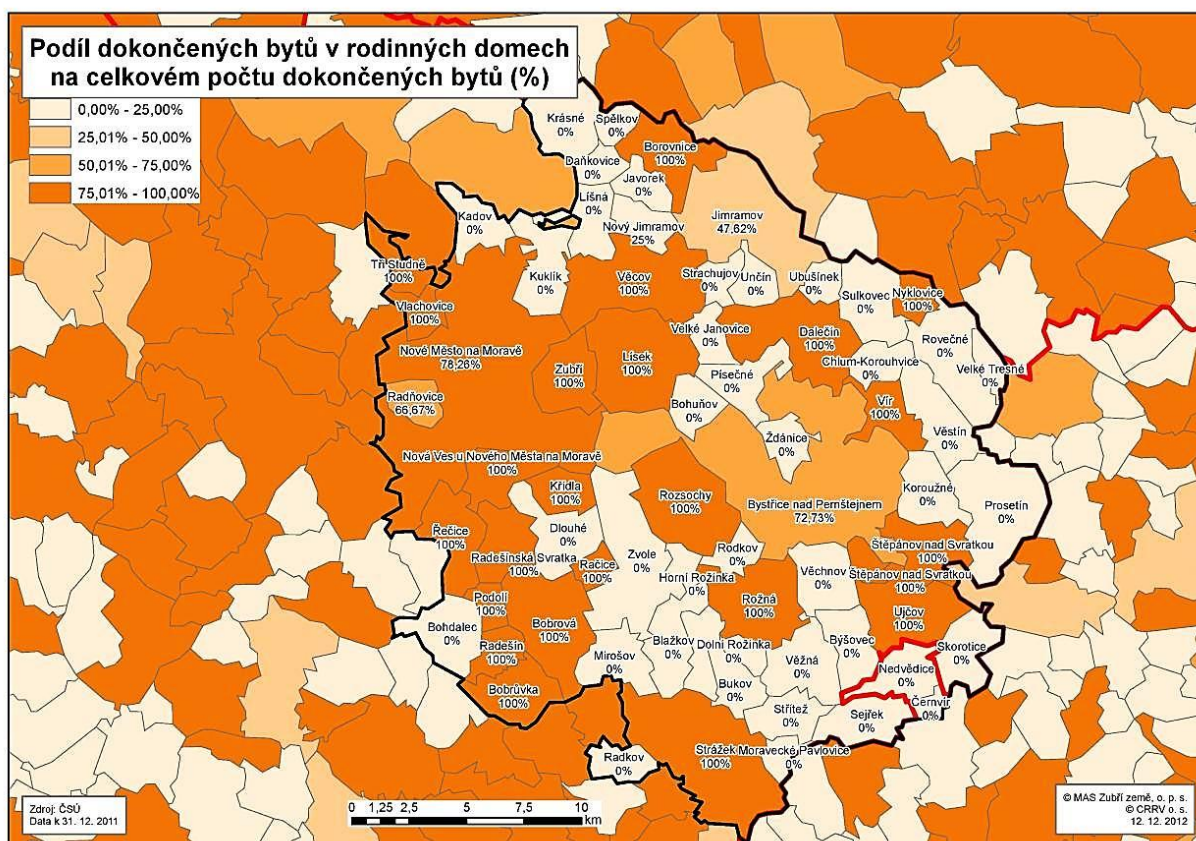 Podíl dokončených bytů v rodinných domech
na celkovém počtu dokončených bytů (%)
0,00% - 25,00%
25,01% - 50,00%
50,01% - 75,00%
75,01% - 100,00%
Krásné
0%
Spělkov
0%
Borovnice
100%
Daňkovice
0%
Javorek
0%
Líšná
0%
Kadov
0%
Nový Jimramov
25%
Jimramov
47,62%
Tři Studně
100%
Kuklík
0%
Věcov
100%
Strachujov
0%
Unčín
0%
Ubušínek
0%
Sulkovec
0%
Nyklovice
100%
Vlachovice
100%
Velké Janovice
0%
Dalečín
100%
Rovečné
0%
Nové Město na Moravě
78,26%
Zubří
100%
Lísek
100%
Písečné
0%
Chlum-Korouhvice
0%
Velké Tresné
0%
Radňovice
66,67%
Bohuňov
0%
Vír
100%
Ždánice
0%
Věstín
0%
Nová Ves u Nového Města na Moravě
100%
Křídla
100%
Rozsochy
100%
Bystřice nad Pernštejnem
72,73%
Koroužné
0%
Prosetín
0%
Řečice
100%
Dlouhé
0%
Radešínská Svratka
100%
Račice
100%
Zvole
0%
Rodkov
0%
Štěpánov nad Svratkou
100%
Horní Rožínka
0%
Věchnov
0%
Štěpánov nad Svratkou
100%
Podolí
100%
Rožná
100%
Ujčov
100%
Bohdalec
0%
Bobrová
100%
Radešín
100%
Mirošov
0%
Blažkov
0%
Dolní Rožínka
0%
Býšovec
0%
Věžná
0%
Skorotice
0%
Nedvědice
0%
Bobrůvka
100%
Bukov
0%
Střítež
0%
Sejřek
0%
Černvír
0%
Radkov
0%
Strážek
100%
Moravecké Pavlovice
0%
0 1,25 2,5 5 7,5 10
km
Zdroj: ČSÚ
Data k 31. 12. 2011
© MAS Zubří země, o. p. s.
© CRRV o. s.
12. 12. 2012